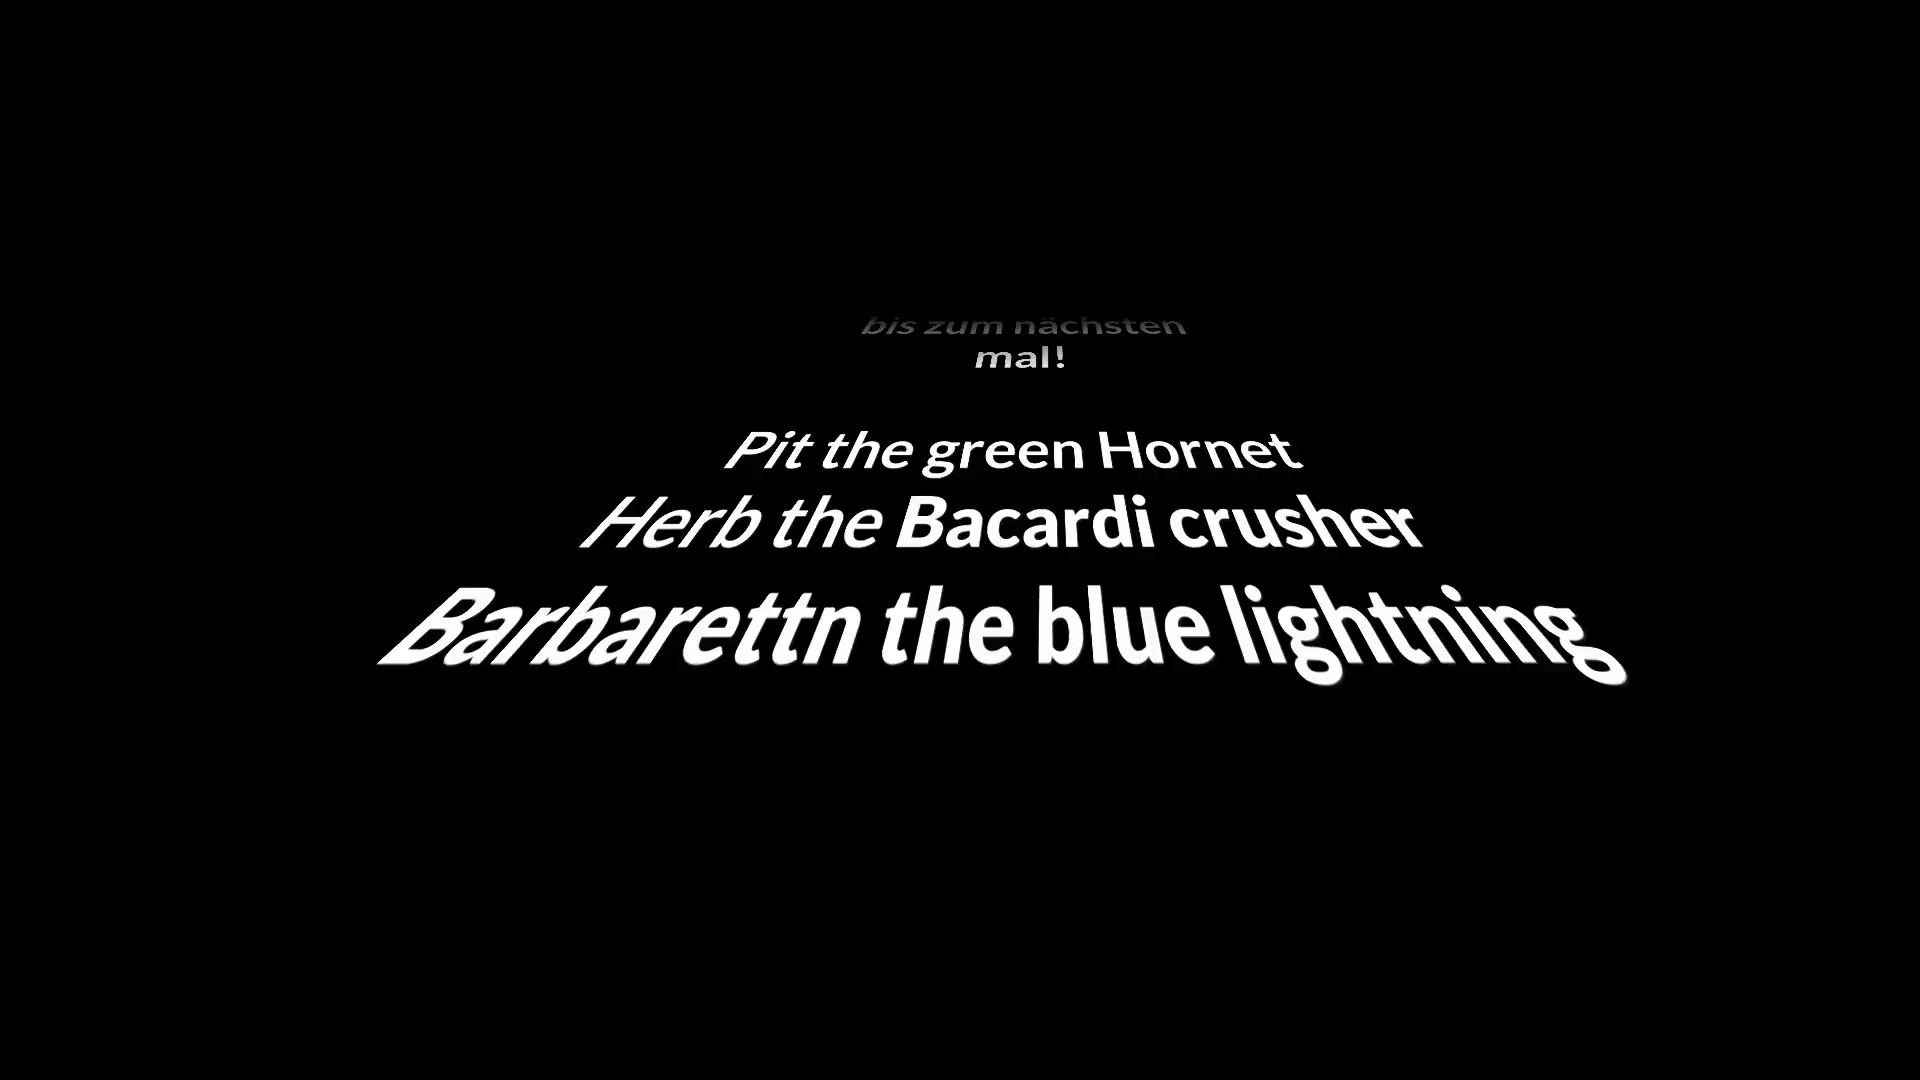 bis zum nächsten
mal!
Pit the green Hornet
Herb the Bacardi crusher
Barbarettn the blue lightning